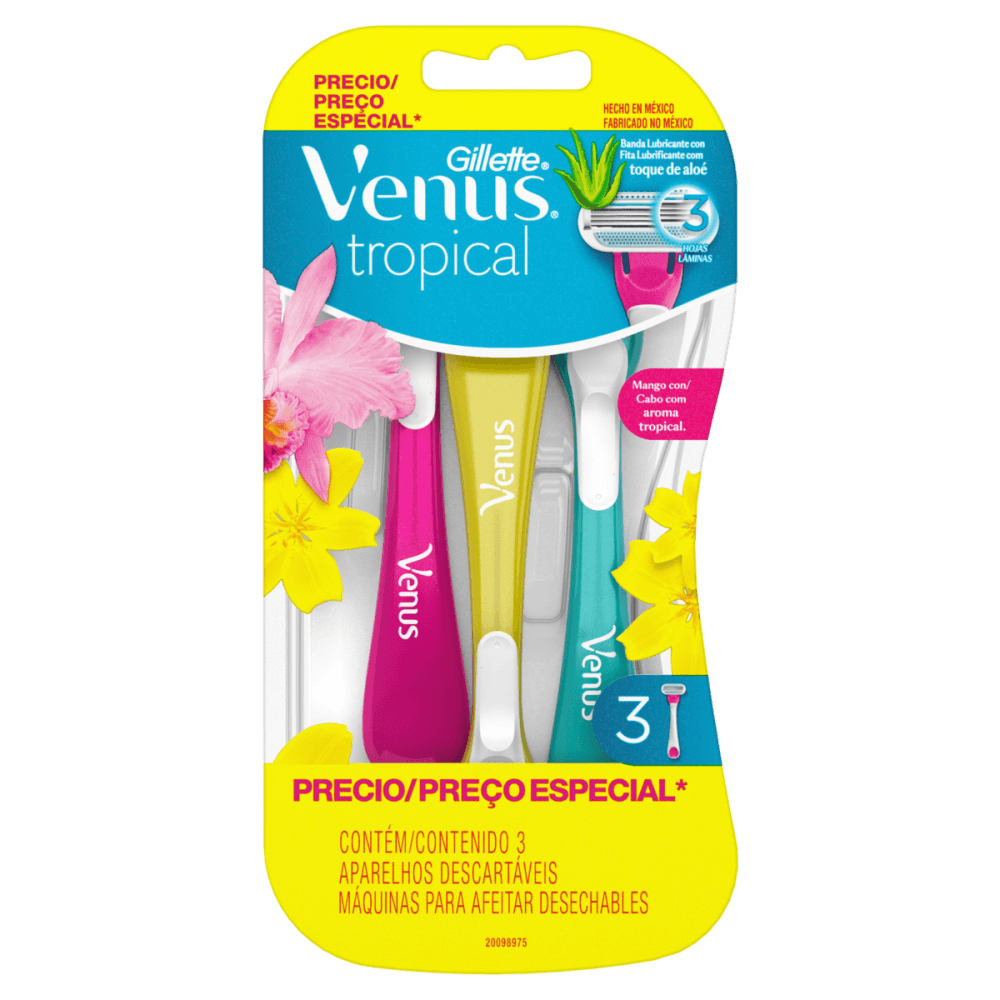 PRECIO/
PREÇO
ESPECIAL*
HECHO EN MÉXICO
FABRICADO NO MÉXICO
Gillette®
Venus®
tropical
Banda Lubricante con
Fita Lubrificante com
toque de aloé
3
HOJAS
LÂMINAS
Mango con/
Cabo com
aroma
tropical.
Venus
Venus
Venus
3
PRECIO/PREÇO ESPECIAL*
CONTÉM/CONTENIDO 3
APARELHOS DESCARTÁVEIS
MÁQUINAS PARA AFEITAR DESECHABLES
20098975